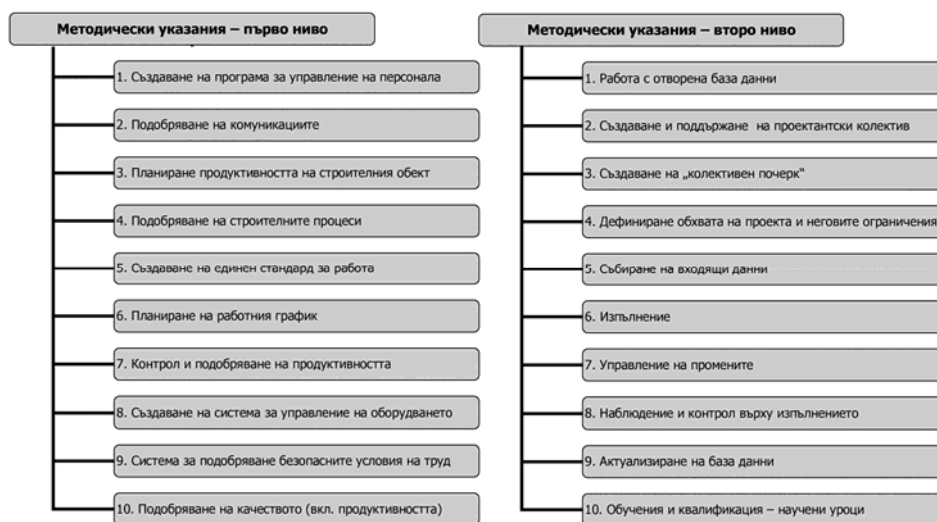 Методически указания – първо ниво
1. Създаване на програма за управление на персонала
2. Подобряване на комуникациите
3. Планиране продуктивността на строителния обект
4. Подобряване на строителните процеси
5. Създаване на единен стандард за работа
6. Планиране на работния график
7. Контрол и подобряване на продуктивността
8. Създаване на система за управление на оборудването
9. Система за подобряване безопасните условия на труд
10. Подобряване на качеството (вкл. продуктивността)
Методически указания – второ ниво
1. Работа с отворена база данни
2. Създаване и поддържане на проектантски колектив
3. Създаване на „колективен почерк“
4. Дефиниране обхвата на проекта и неговите ограничения
5. Събиране на входящи данни
6. Изпълнение
7. Управление на промените
8. Наблюдение и контрол върху изпълнението
9. Актуализиране на база данни
10. Обучения и квалификация – научени уроци